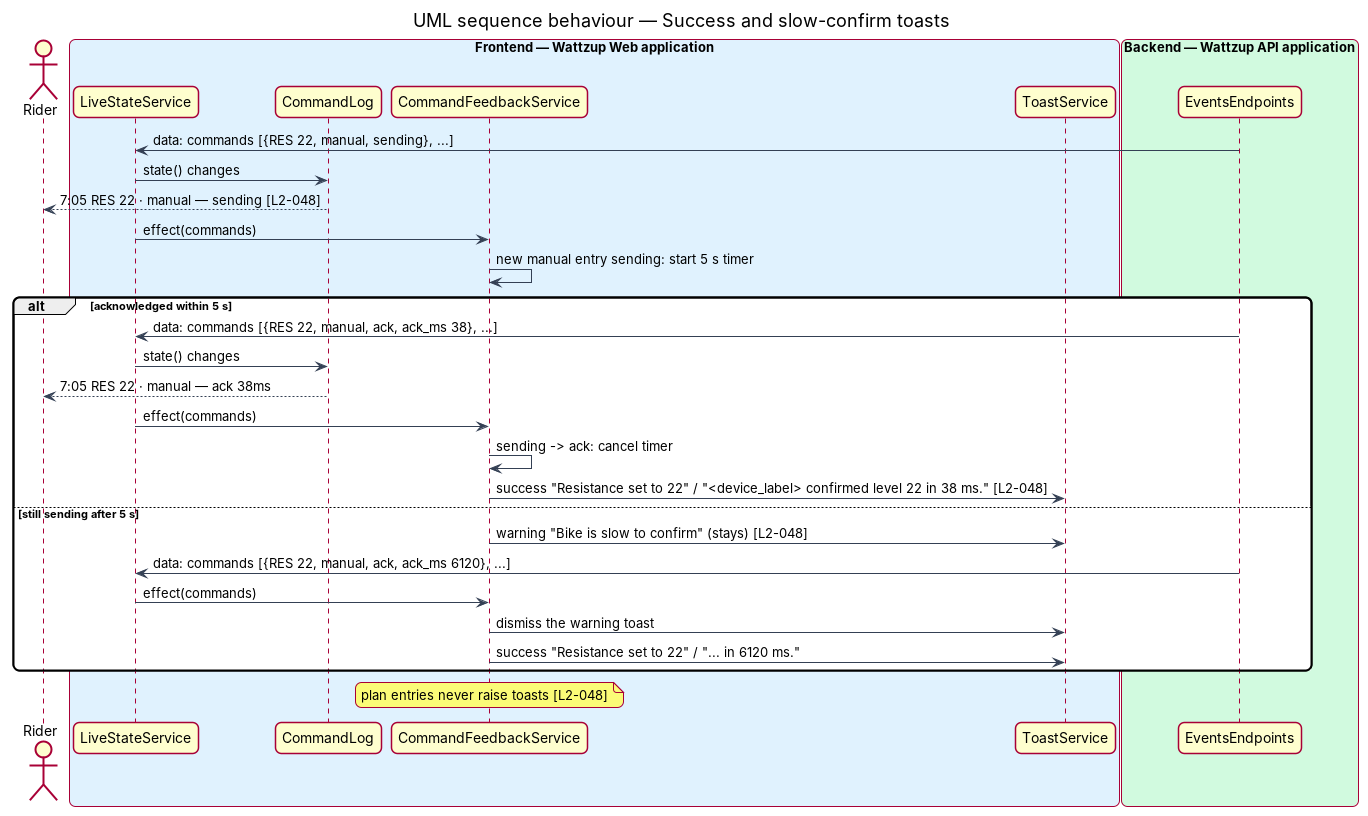 UML sequence behaviour — Success and slow-confirm toasts
Frontend — Wattzup Web application
Backend — Wattzup API application
Rider
LiveStateService
CommandLog
CommandFeedbackService
ToastService
EventsEndpoints
data: commands [{RES 22, manual, sending}, ...]
state() changes
7:05 RES 22 · manual — sending [L2-048]
effect(commands)
new manual entry sending: start 5 s timer
alt
[acknowledged within 5 s]
data: commands [{RES 22, manual, ack, ack_ms 38}, ...]
state() changes
7:05 RES 22 · manual — ack 38ms
effect(commands)
sending -> ack: cancel timer
success "Resistance set to 22" / "<device_label> confirmed level 22 in 38 ms." [L2-048]
[still sending after 5 s]
warning "Bike is slow to confirm" (stays) [L2-048]
data: commands [{RES 22, manual, ack, ack_ms 6120}, ...]
effect(commands)
dismiss the warning toast
success "Resistance set to 22" / "... in 6120 ms."
plan entries never raise toasts [L2-048]
Rider
LiveStateService
CommandLog
CommandFeedbackService
ToastService
EventsEndpoints